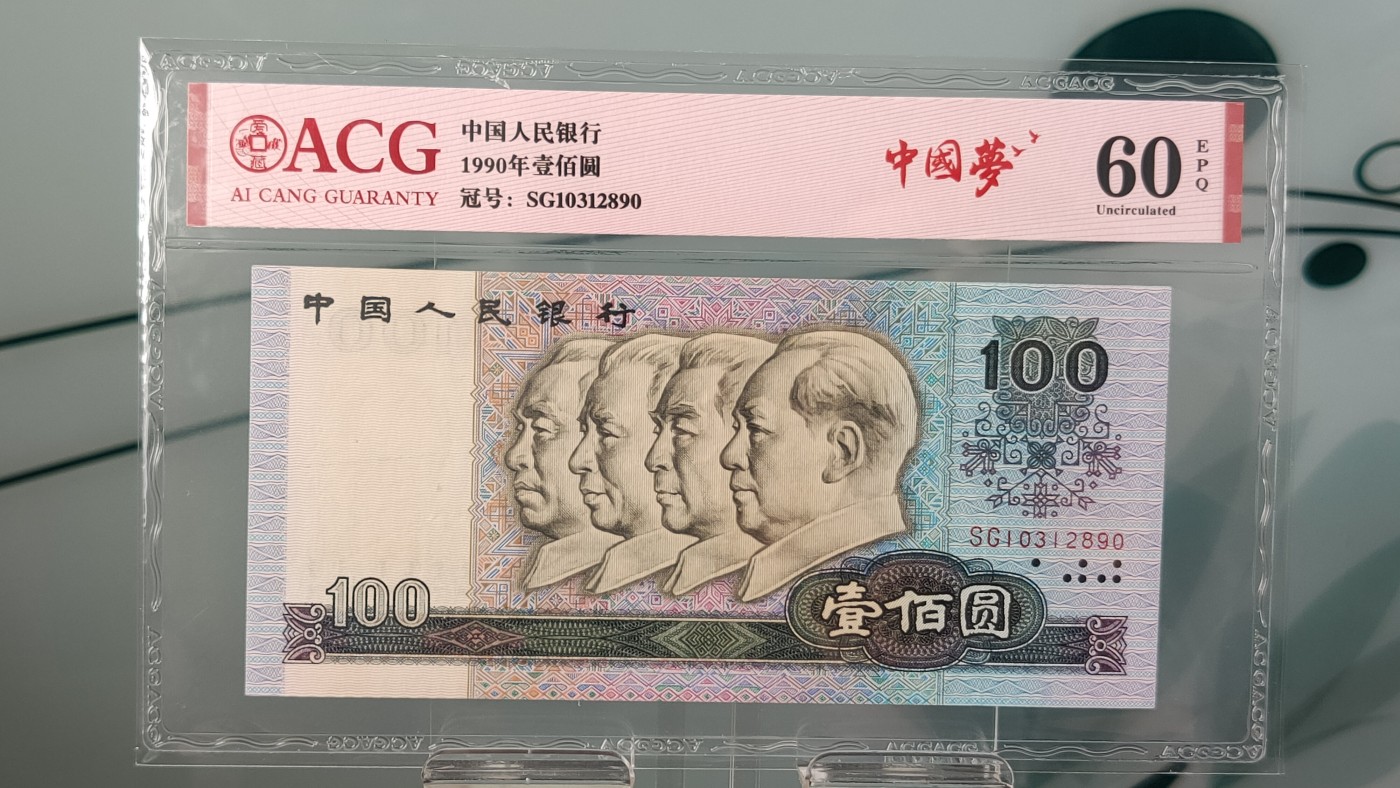 ACG
AI CANG GUARANTY
中国人民银行
1990年壹佰圆
冠号：SG10312890
中國夢
60
EPQ
Uncirculated
中国人民银行
100
SG10312890
100
壹佰圆